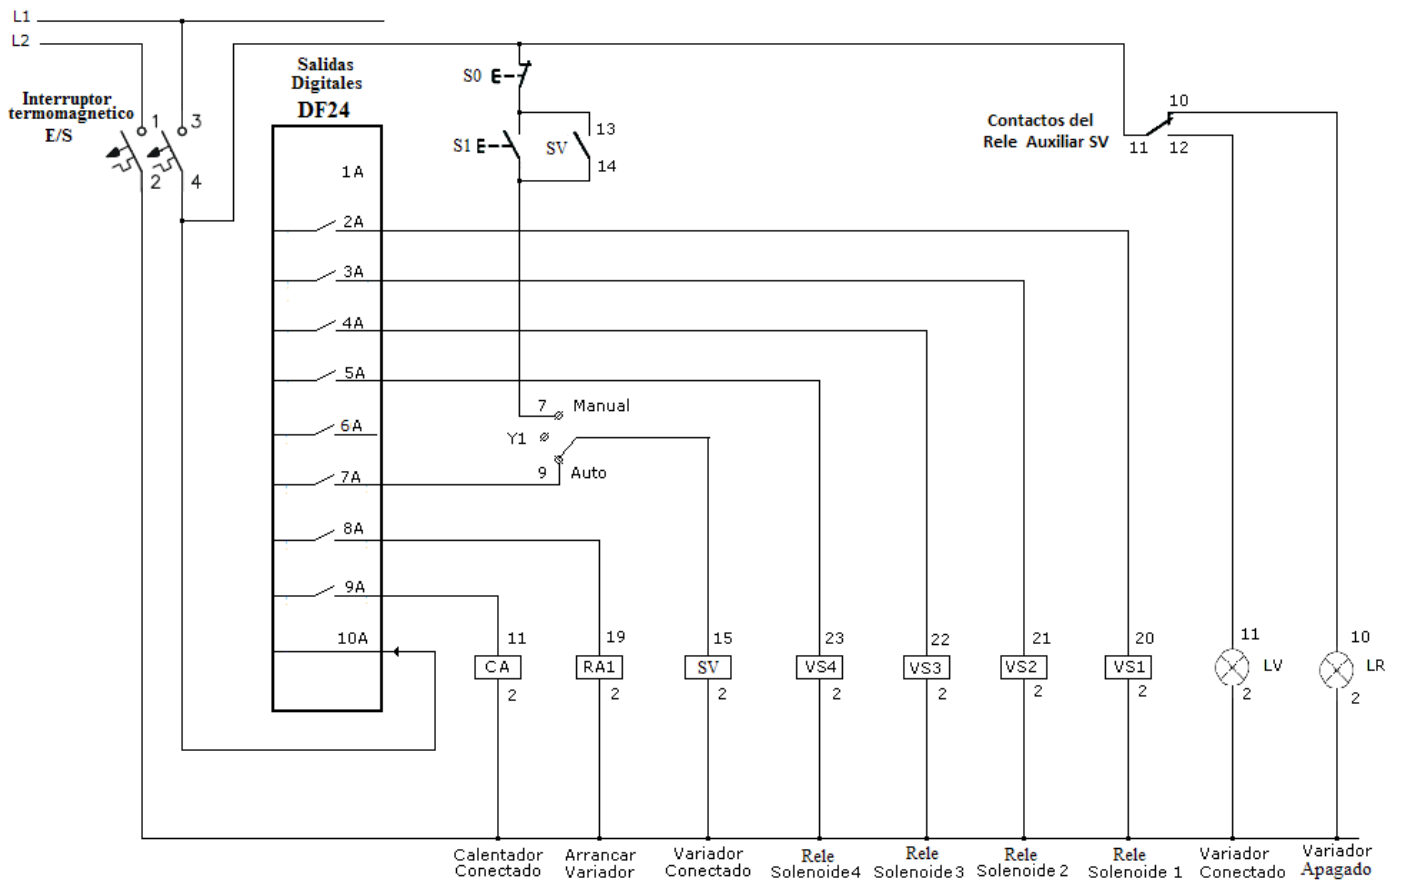 L1
L2
Interruptor
termomagnetico
E/S
1
3
2
4
Salidas
Digitales
DF24
1A
2A
3A
4A
5A
6A
7A
8A
9A
10A
S0
S1
SV
13
14
7
Manual
Y1
9
Auto
Contactos del
Rele Auxiliar SV
10
11
12
11
CA
2
19
RA1
2
15
SV
2
23
VS4
2
22
VS3
2
21
VS2
2
20
VS1
2
11
LV
2
10
LR
2
Calentador
Conectado
Arrancar
Variador
Variador
Conectado
Rele
Solenoide4
Rele
Solenoide3
Rele
Solenoide 2
Rele
Solenoide 1
Variador
Conectado
Variador
Apagado